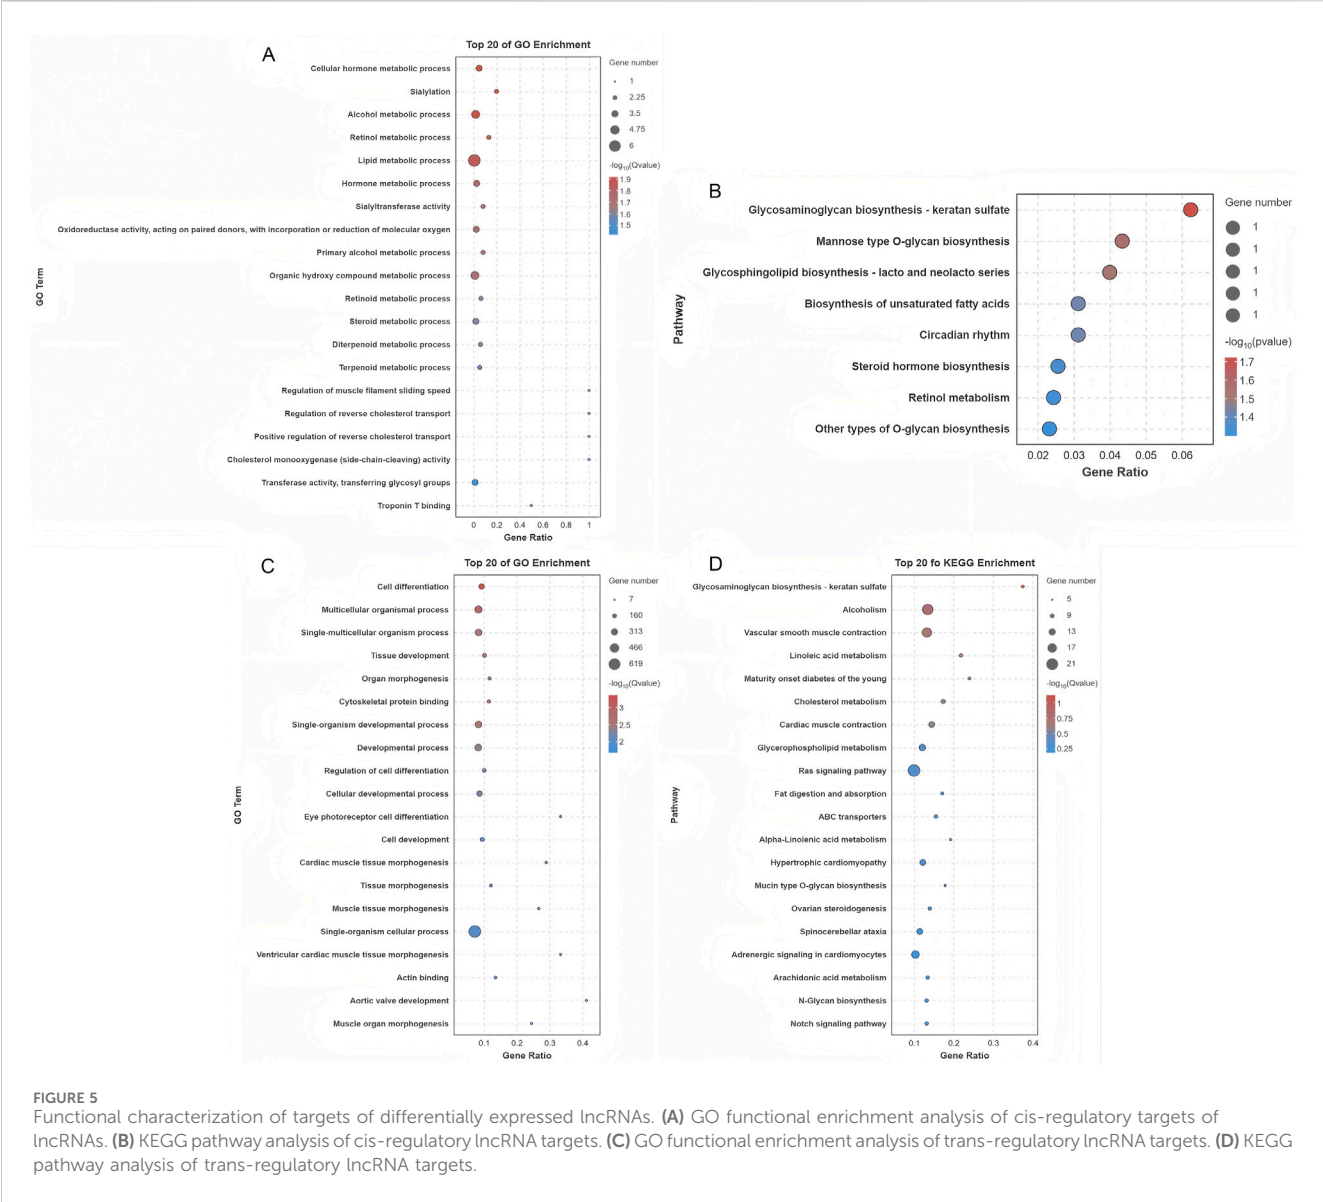 A
Top 20 of GO Enrichment
GO Term
Cellular hormone metabolic process
Sialylation
Alcohol metabolic process
Retinol metabolic process
Lipid metabolic process
Hormone metabolic process
Sialyltransferase activity
Oxidoreductase activity, acting on paired donors, with incorporation or reduction of molecular oxygen
Primary alcohol metabolic process
Organic hydroxy compound metabolic process
Retinoid metabolic process
Steroid metabolic process
Diterpenoid metabolic process
Terpenoid metabolic process
Regulation of muscle filament sliding speed
Regulation of reverse cholesterol transport
Positive regulation of reverse cholesterol transport
Cholesterol monooxygenase (side-chain-cleaving) activity
Transferase activity, transferring glycosyl groups
Troponin T binding
0 0.2 0.4 0.6 0.8 1
Gene Ratio
Gene number
1
2.25
3.5
4.75
6
-log10(Qvalue)
1.9
1.8
1.7
1.6
1.5
B
Pathway
Glycosaminoglycan biosynthesis - keratan sulfate
Mannose type O-glycan biosynthesis
Glycosphingolipid biosynthesis - lacto and neolacto series
Biosynthesis of unsaturated fatty acids
Circadian rhythm
Steroid hormone biosynthesis
Retinol metabolism
Other types of O-glycan biosynthesis
0.02 0.03 0.04 0.05 0.06
Gene Ratio
Gene number
1
1
1
1
1
-log10(pvalue)
1.7
1.6
1.5
1.4
C
Top 20 of GO Enrichment
GO Term
Cell differentiation
Multicellular organismal process
Single-multicellular organism process
Tissue development
Organ morphogenesis
Cytoskeletal protein binding
Single-organism developmental process
Developmental process
Regulation of cell differentiation
Cellular developmental process
Eye photoreceptor cell differentiation
Cell development
Cardiac muscle tissue morphogenesis
Tissue morphogenesis
Muscle tissue morphogenesis
Single-organism cellular process
Ventricular cardiac muscle tissue morphogenesis
Actin binding
Aortic valve development
Muscle organ morphogenesis
0.1 0.2 0.3 0.4
Gene Ratio
Gene number
7
160
313
466
619
-log10(Qvalue)
3
2.5
2
D
Top 20 fo KEGG Enrichment
Pathway
Glycosaminoglycan biosynthesis - keratan sulfate
Alcoholism
Vascular smooth muscle contraction
Linoleic acid metabolism
Maturity onset diabetes of the young
Cholesterol metabolism
Cardiac muscle contraction
Glycerophospholipid metabolism
Ras signaling pathway
Fat digestion and absorption
ABC transporters
Alpha-Linolenic acid metabolism
Hypertrophic cardiomyopathy
Mucin type O-glycan biosynthesis
Ovarian steroidogenesis
Spinocerebellar ataxia
Adrenergic signaling in cardiomyocytes
Arachidonic acid metabolism
N-Glycan biosynthesis
Notch signaling pathway
0.1 0.2 0.3 0.4
Gene Ratio
Gene number
5
9
13
17
21
-log10(Qvalue)
1
0.75
0.5
0.25
FIGURE 5
Functional characterization of targets of differentially expressed lncRNAs. (A) GO functional enrichment analysis of cis-regulatory targets of
lncRNAs. (B) KEGG pathway analysis of cis-regulatory lncRNA targets. (C) GO functional enrichment analysis of trans-regulatory lncRNA targets. (D) KEGG
pathway analysis of trans-regulatory lncRNA targets.